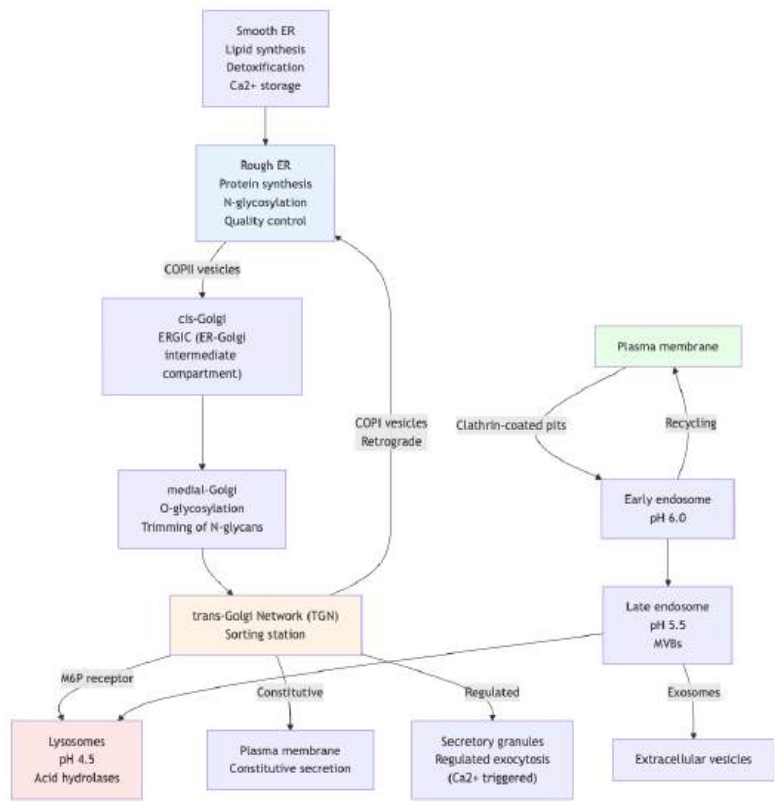 Smooth ER
Lipid synthesis
Detoxification
Ca2+ storage
Rough ER
Protein synthesis
N-glycosylation
Quality control
COPII vesicles
cis-Golgi
ERGIC (ER-Golgi
intermediate
compartment)
Plasma membrane
COPI vesicles
Retrograde
Clathrin-coated pits
Recycling
medial-Golgi
O-glycosylation
Trimming of N-glycans
Early endosome
pH 6.0
trans-Golgi Network (TGN)
Sorting station
Late endosome
pH 5.5
MVBs
M6P receptor
Constitutive
Regulated
Exosomes
Lysosomes
pH 4.5
Acid hydrolases
Plasma membrane
Constitutive secretion
Secretory granules
Regulated exocytosis
(Ca2+ triggered)
Extracellular vesicles